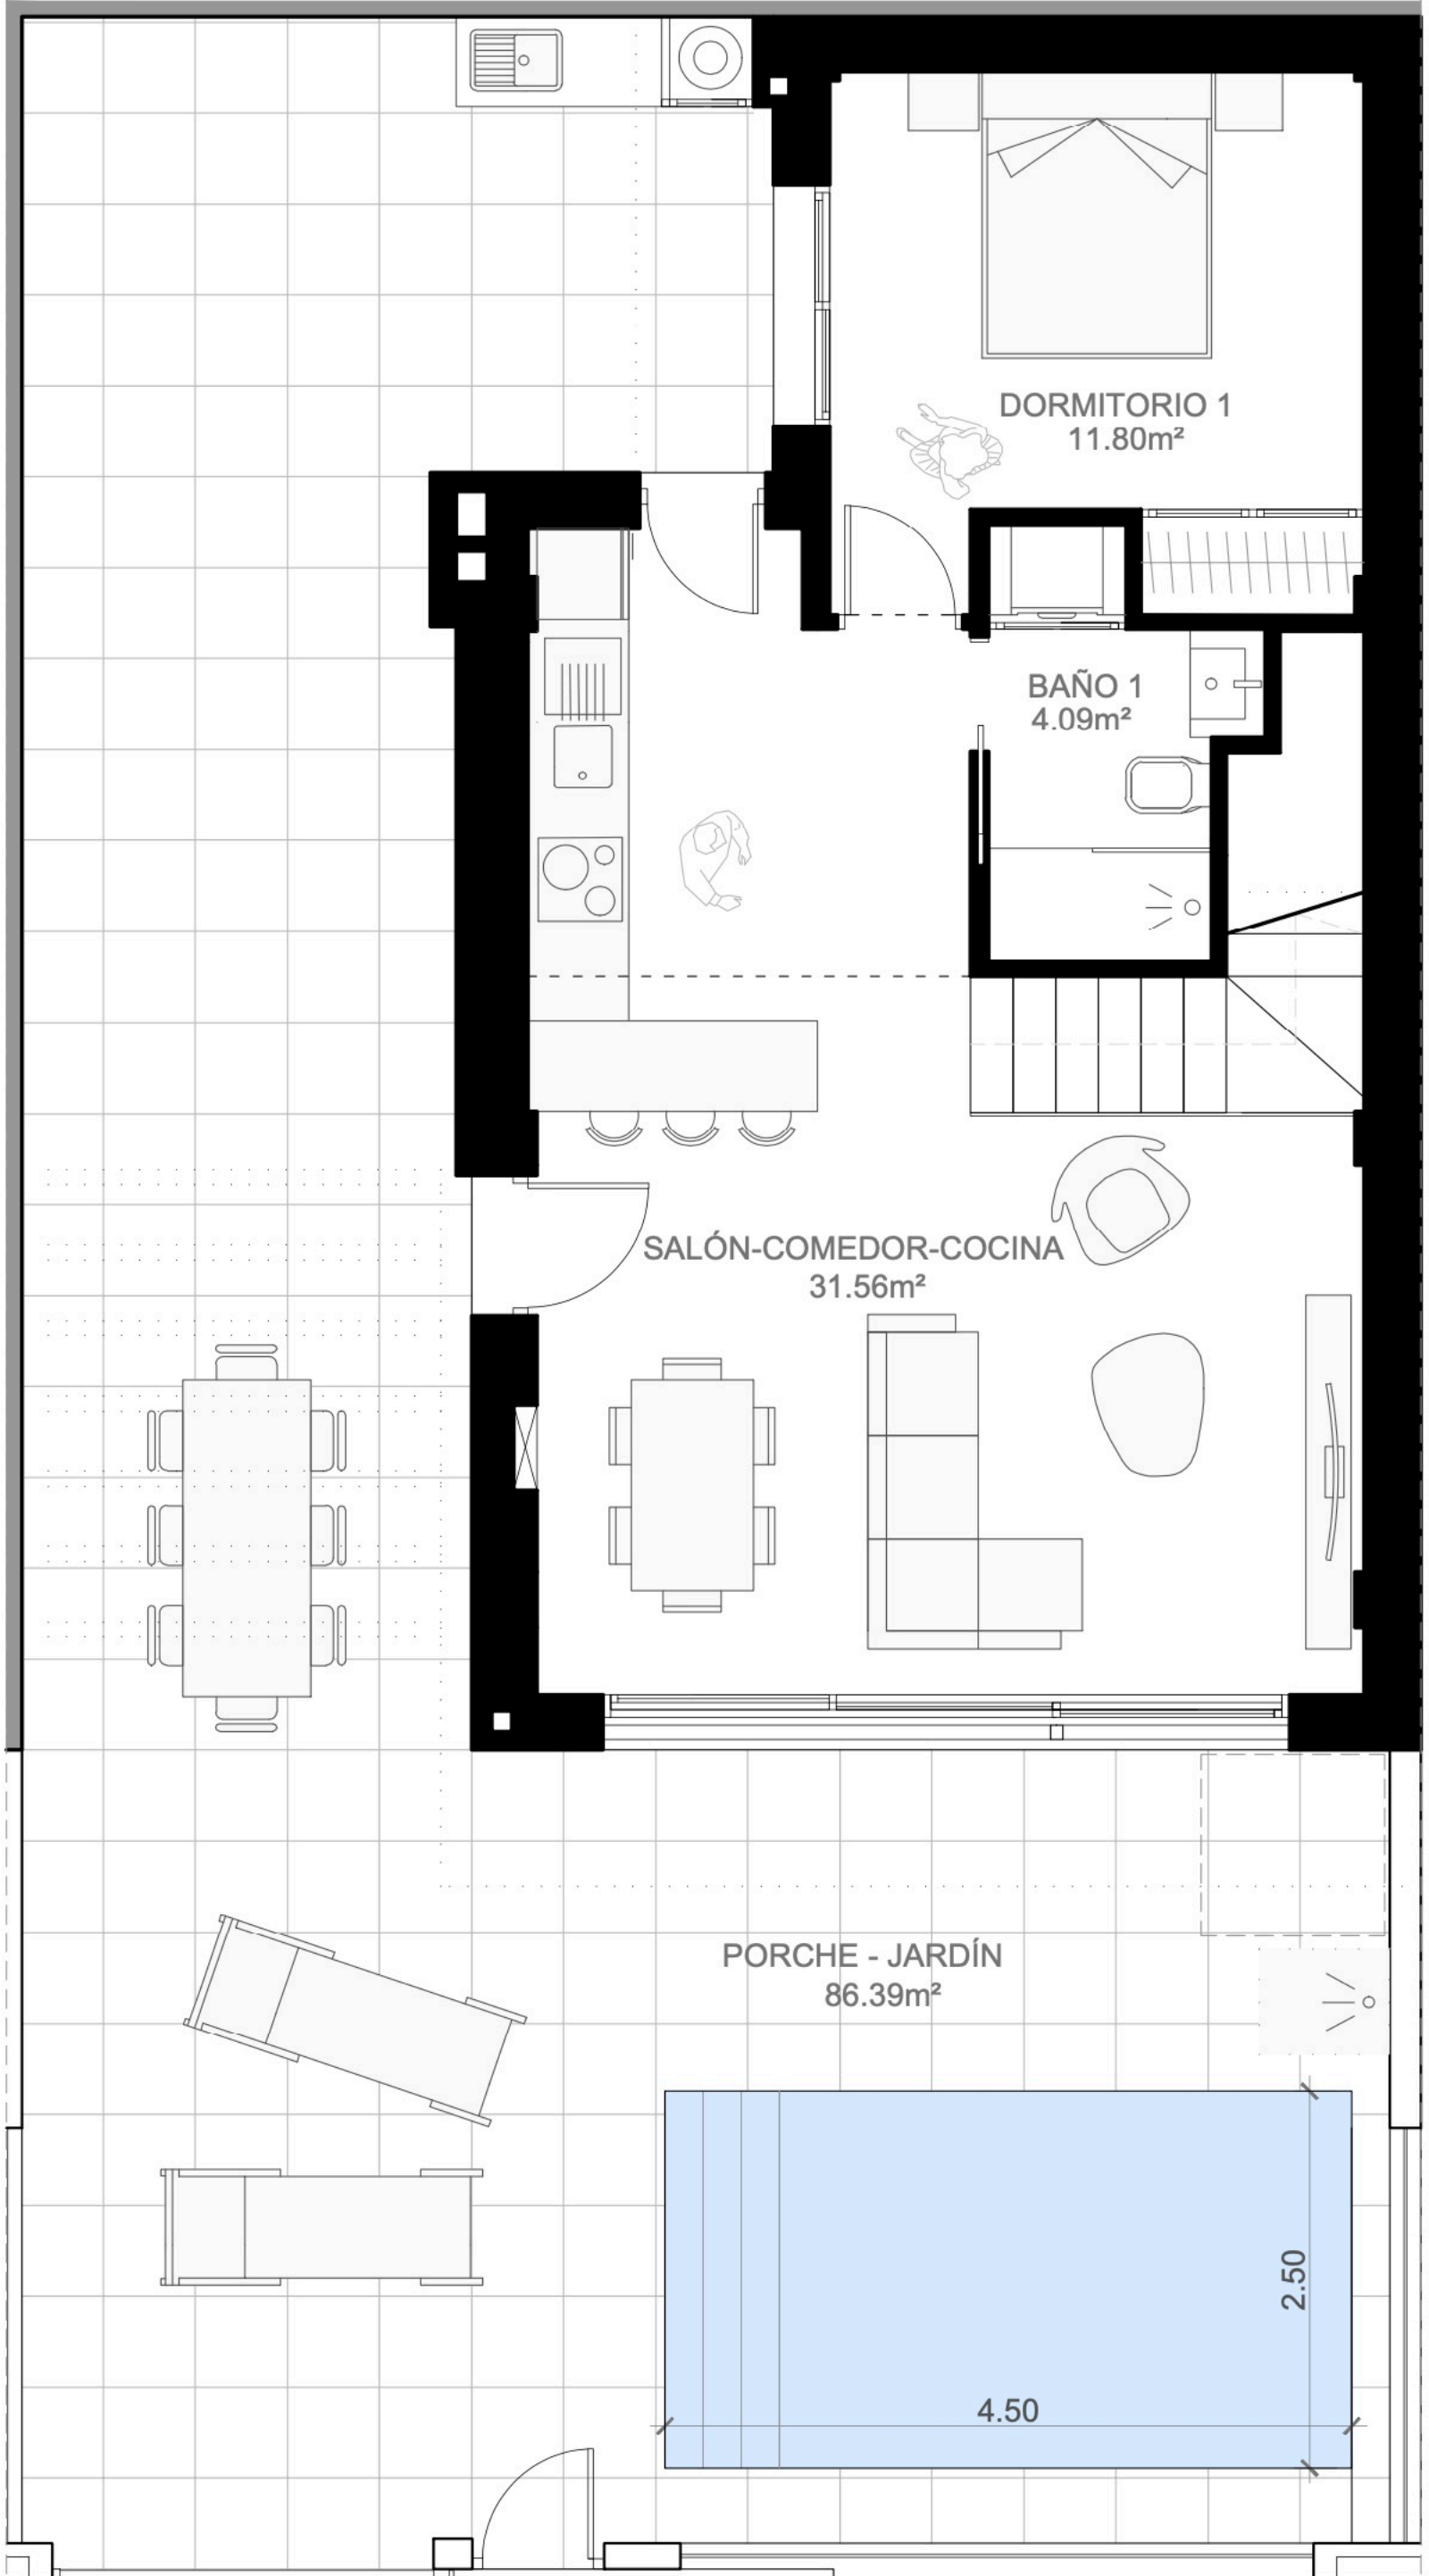 DORMITORIO 1
11.80m²
BAÑO 1
4.09m²
SALÓN-COMEDOR-COCINA
31.56m²
PORCHE - JARDÍN
86.39m²
2.50
4.50